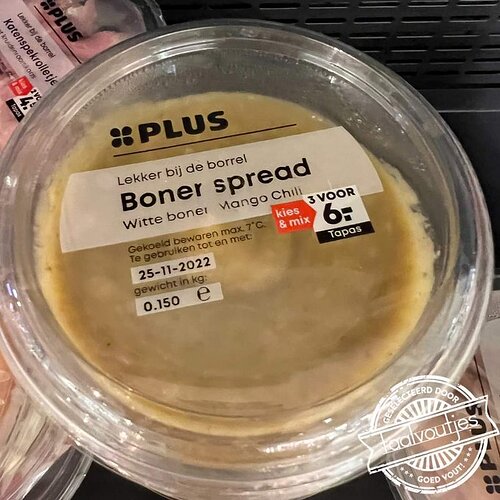 PLUS
Lekker bij de borrel
Katenspekrolletje
PLUS
Lekker bij de borrel
Boner spread
Witte boner Mango Chili
kies & mix
3 VOOR
6.-
Tapas
Gekoeld bewaren max. 7°C.
Te gebruiken tot en met:
25-11-2022
gewicht in kg:
0.150 e
GESELECTEERD DOOR
taalvoutjes
GOED VOUT!